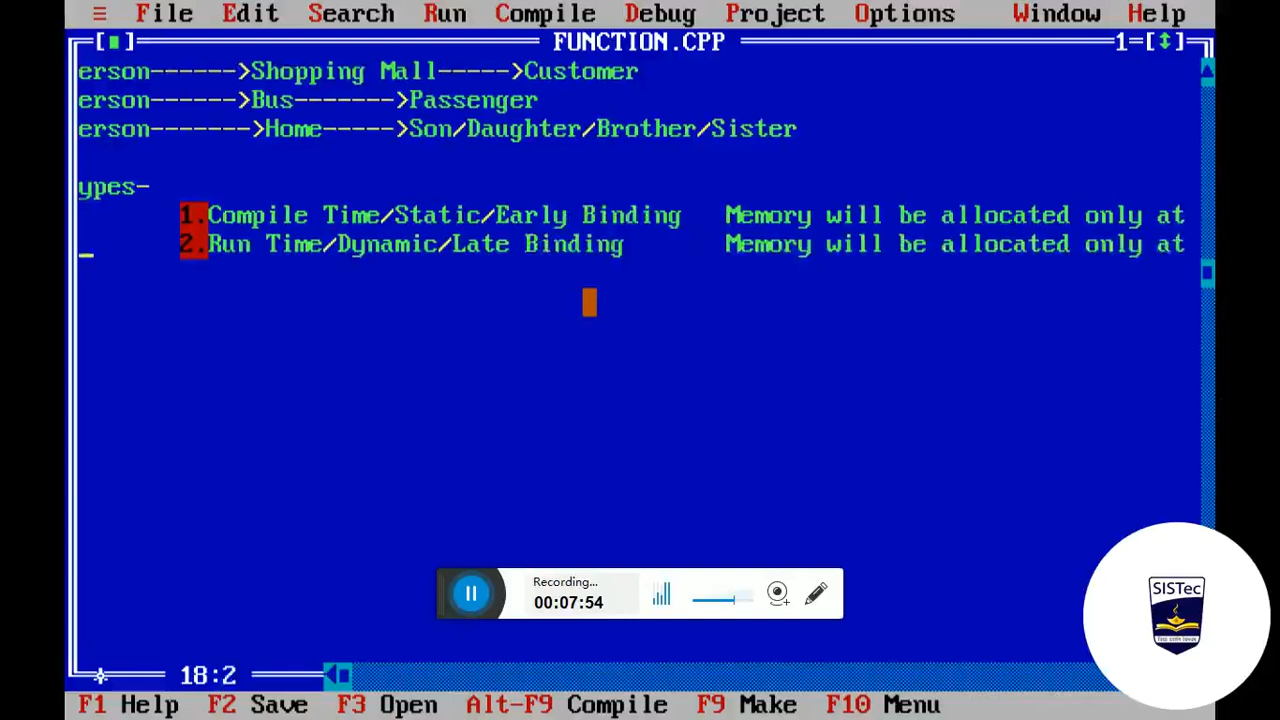 ≡ File Edit Search Run Compile Debug Project Options Window Help
[■] FUNCTION.CPP 1=[↕]
erson------>Shopping Mall----->Customer
erson------>Bus------->Passenger
erson------->Home----->Son/Daughter/Brother/Sister
ypes-
1.Compile Time/Static/Early Binding Memory will be allocated only at
2.Run Time/Dynamic/Late Binding Memory will be allocated only at
Recording...
00:07:54
SISTec
18:2
F1 Help F2 Save F3 Open Alt-F9 Compile F9 Make F10 Menu